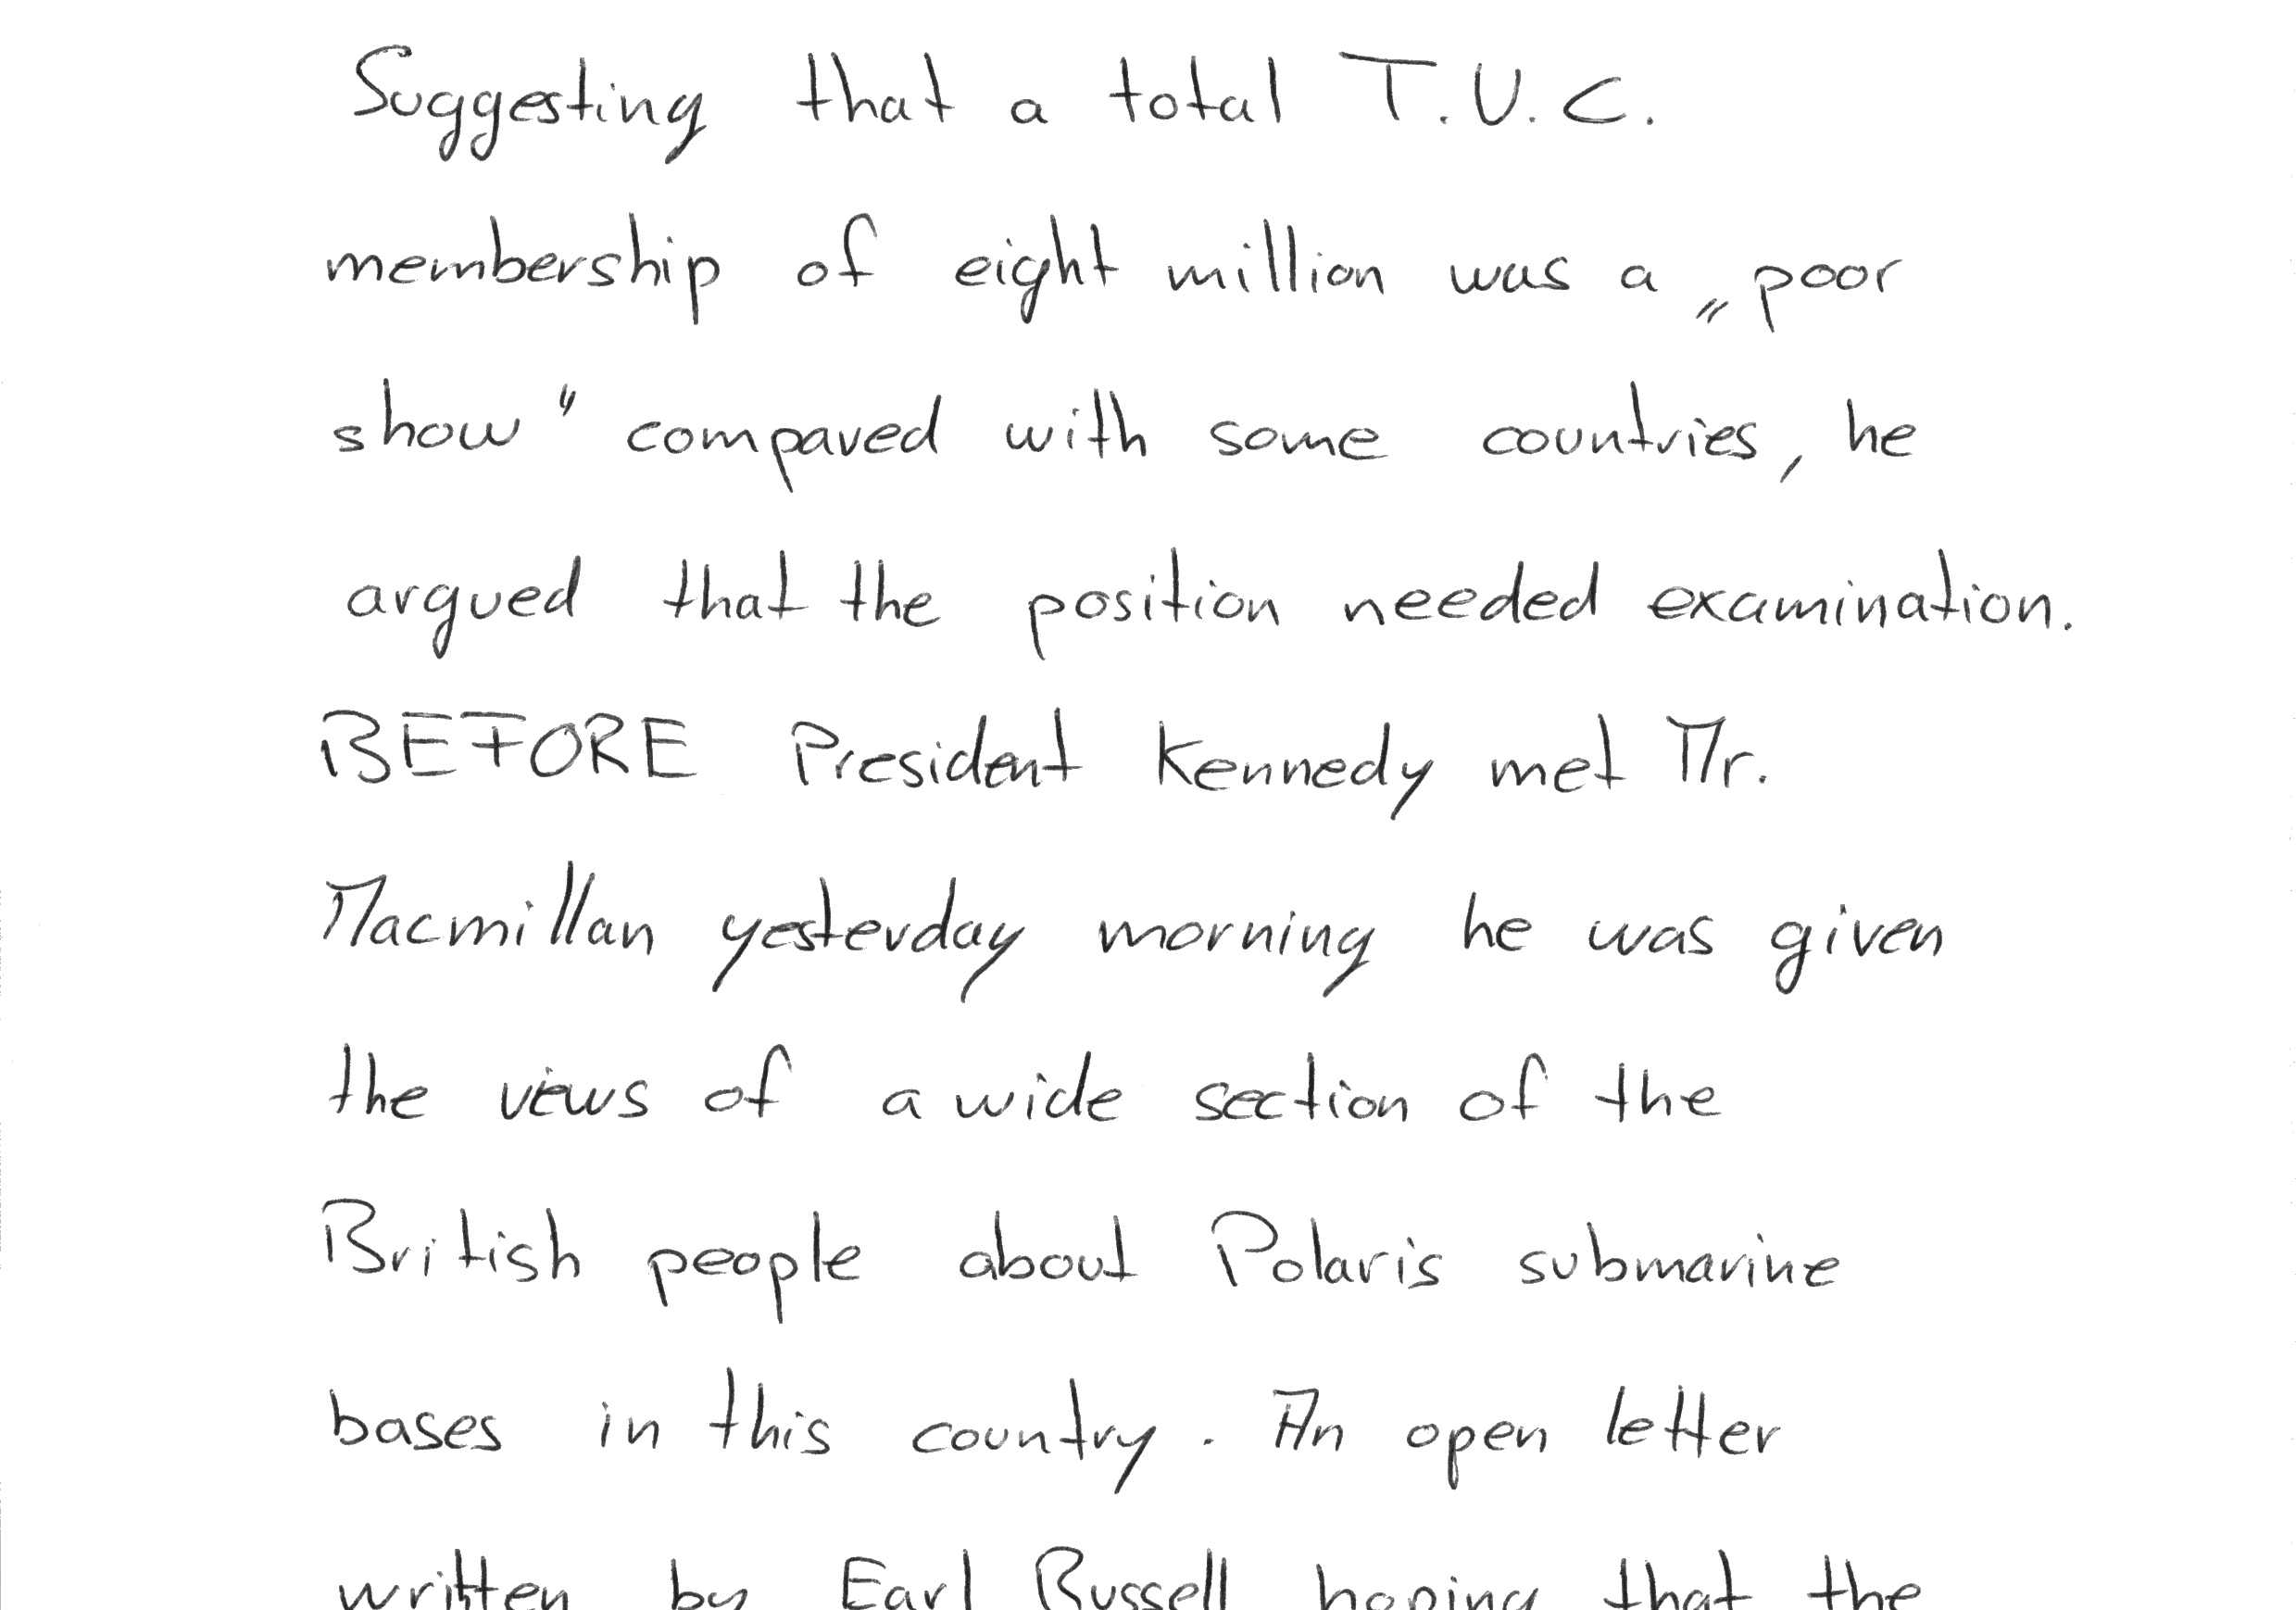 Suggesting that a total T.U.C.
membership of eight million was a „poor
show" compared with some countries, he
argued that the position needed examination.
BEFORE President Kennedy met Mr.
Macmillan yesterday morning he was given
the views of a wide section of the
British people about Polaris submarine
bases in this country. An open letter
written by Earl Russell hoping that the